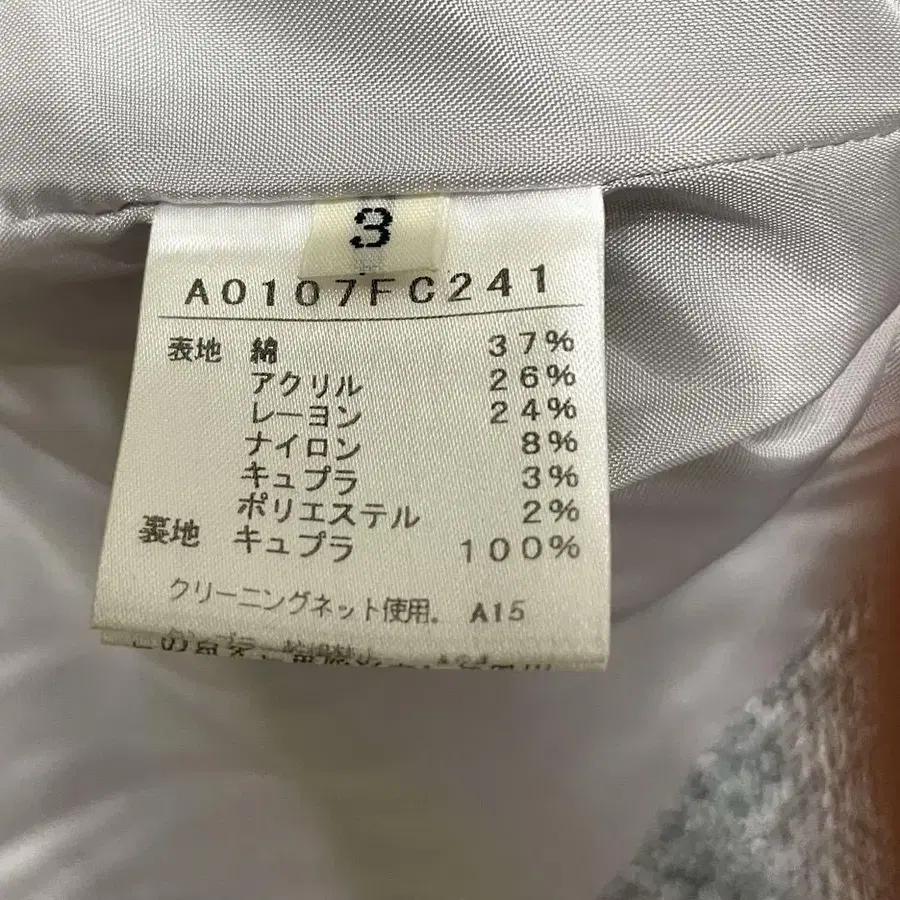 3
A0107FC241
表地 綿 37%
アクリル 26%
レーヨン 24%
ナイロン 8%
キュプラ 3%
ポリエステル 2%
裏地 キュプラ 100%
クリーニングネット使用. A15